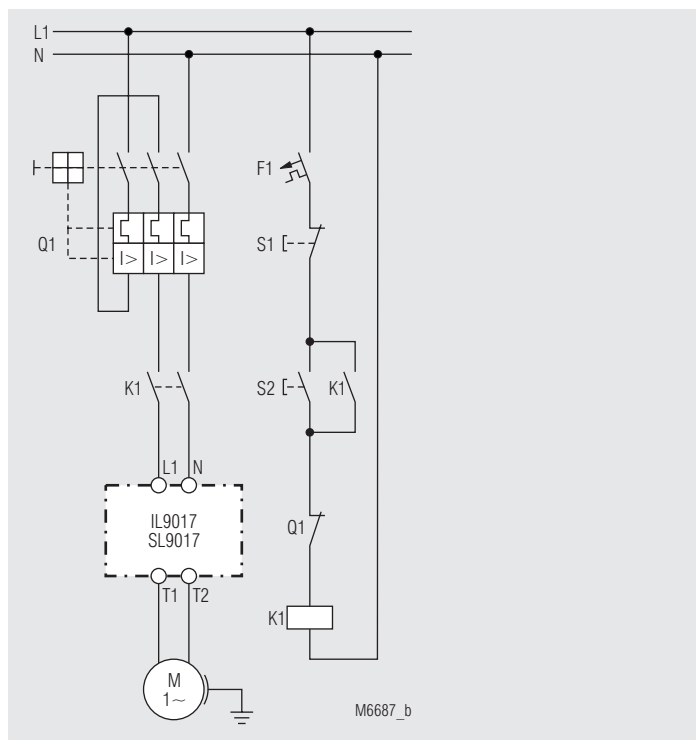 L1
N
F1
Q1
I> I> I>
S1
K1
S2 K1
L1 N
IL9017
SL9017
Q1
T1 T2
K1
M
1~
M6687_b